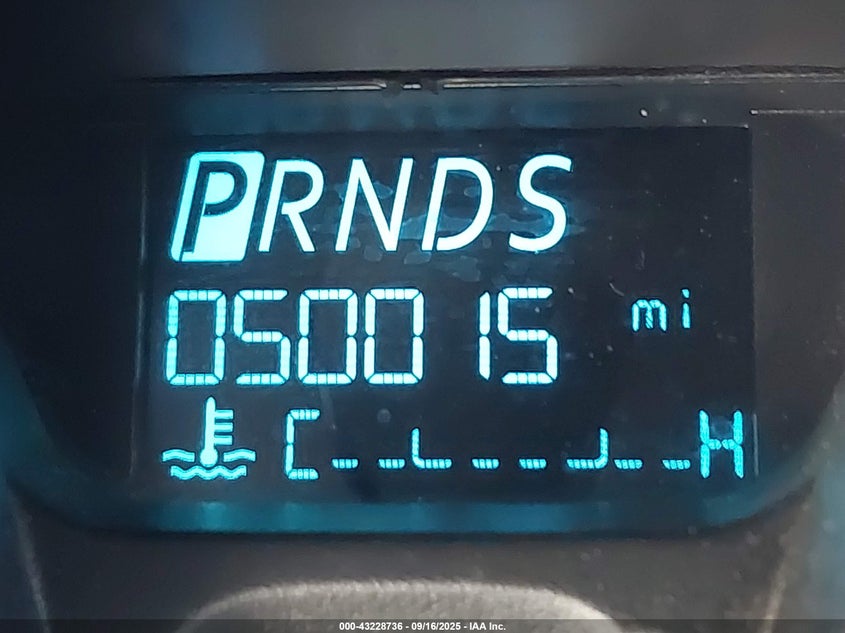 PRNDS
050015 mi
C H
000-43228736 - 09/16/2025 - IAA Inc.